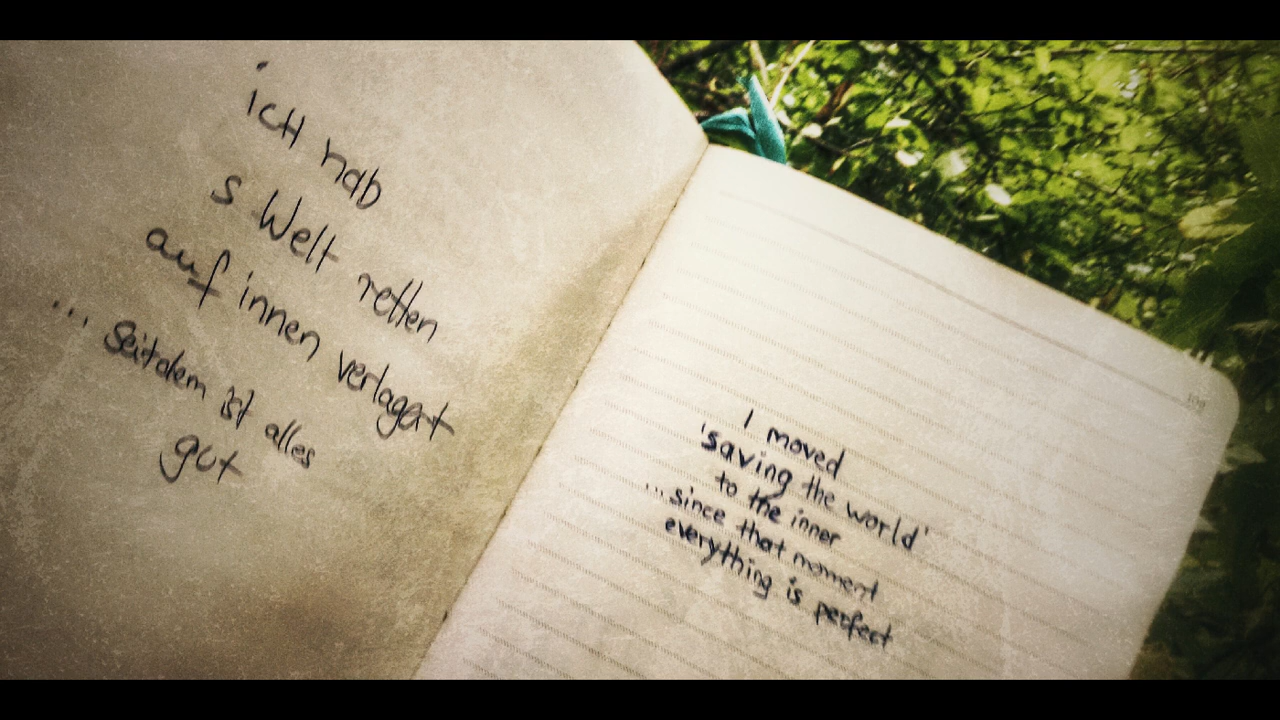 ich hab
s Welt retten
auf innen verlagert
... seitdem ist alles
gut
I moved
'saving the world'
to the inner
...since that moment
everything is perfect